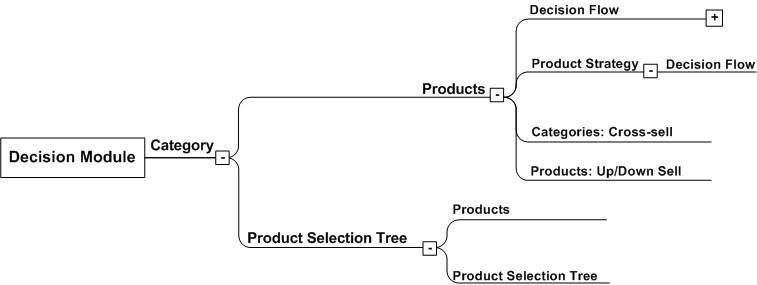 Decision Flow
+
Product Strategy - Decision Flow
Products -
Categories: Cross-sell
Category
Decision Module -
Products: Up/Down Sell
Products
Product Selection Tree -
Product Selection Tree